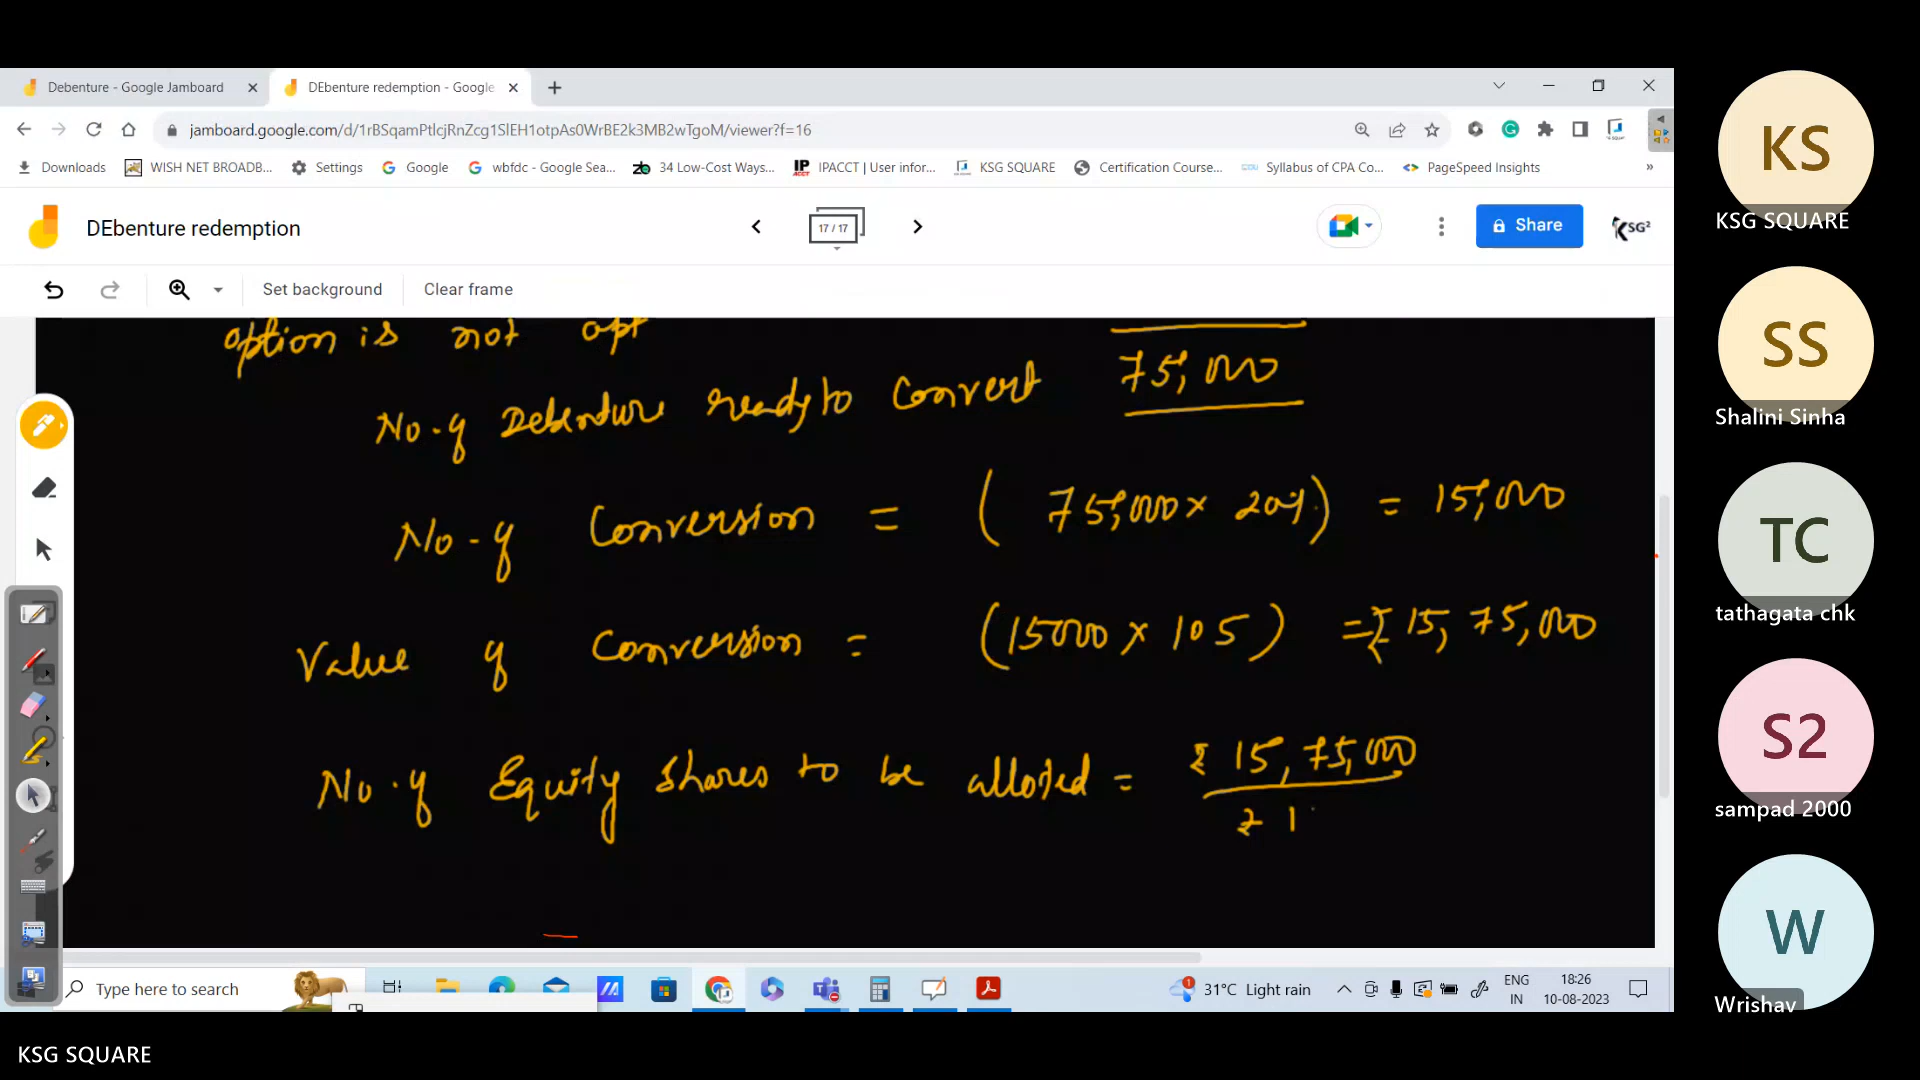 Debenture - Google Jamboard
DEbenture redemption - Google
jamboard.google.com/d/1rBSqamPtlcjRnZcg1SlEH1otpAs0WrBE2k3MB2wTgoM/viewer?f=16
Downloads WISH NET BROADB... Settings Google wbfdc - Google Sea... 34 Low-Cost Ways... IPACCT | User infor... KSG SQUARE Certification Course... Syllabus of CPA Co... PageSpeed Insights »
DEbenture redemption
17 / 17
Share
KSG²
Set background Clear frame
option is not opt
No. of Debenture ready to convert 75,000
No. of Conversion = ( 75,000 × 20%) = 15,000
Value of Conversion = (15000 × 105) = ₹ 15,75,000
No. of Equity shares to be alloted = ₹ 15,75,000
₹ 1
Type here to search
1
31°C Light rain
ENG
IN
18:26
10-08-2023
KS
KSG SQUARE
SS
Shalini Sinha
TC
tathagata chk
S2
sampad 2000
W
Wrishav
KSG SQUARE